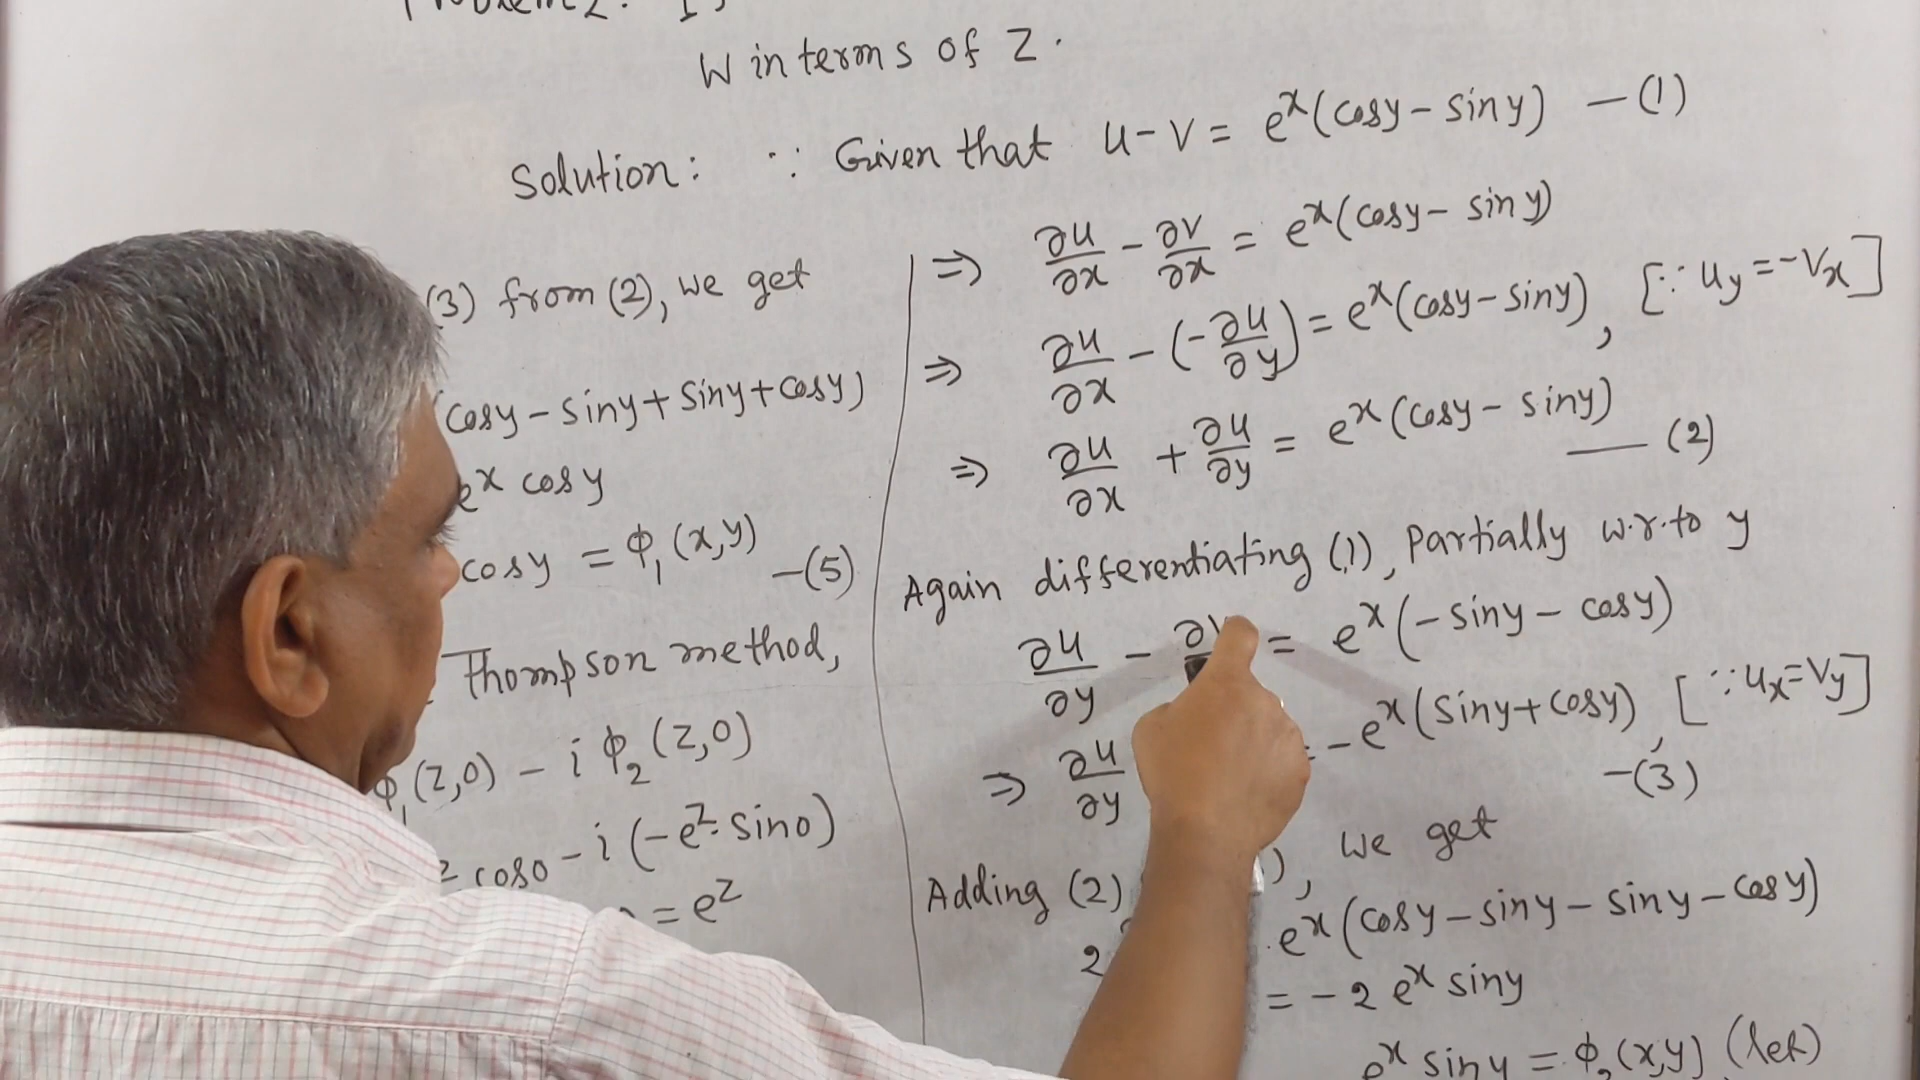 W in terms of Z.
Solution: ∵ Given that u-v = e^x(cosy - siny) —(1)
⇒ ∂u/∂x - ∂v/∂x = e^x(cosy - siny)
⇒ ∂u/∂x - (-∂u/∂y) = e^x(cosy - siny), [∵ u_y = -v_x]
⇒ ∂u/∂x + ∂u/∂y = e^x(cosy - siny) — (2)
Again differentiating (1), Partially w.r.to y
∂u/∂y - ∂v = e^x(-siny - cosy)
⇒ ∂u/∂y = -e^x(siny + cosy), [∵ u_x = v_y]
-(3)
Adding (2) ), we get
2 e^x(cosy - siny - siny - cosy)
= -2 e^x siny
e^x siny = φ_2(x,y) (let)
(3) from (2), we get
(cosy - siny + siny + cosy)
e^x cosy
cosy = φ_1(x,y) -(5)
Thompson method,
φ_1(z,0) - i φ_2(z,0)
z cos0 - i(-e^z. sin0)
= e^z